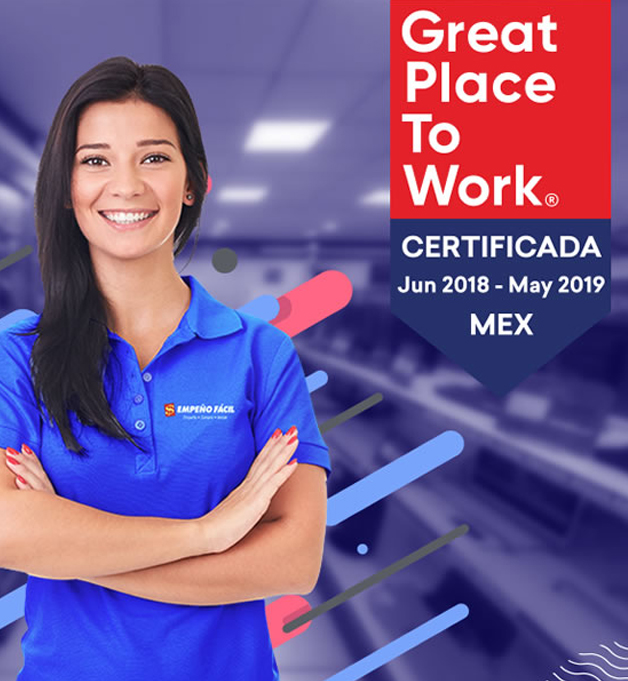 Great
Place
To
Work®
CERTIFICADA
Jun 2018 - May 2019
MEX
EMPEÑO FÁCIL